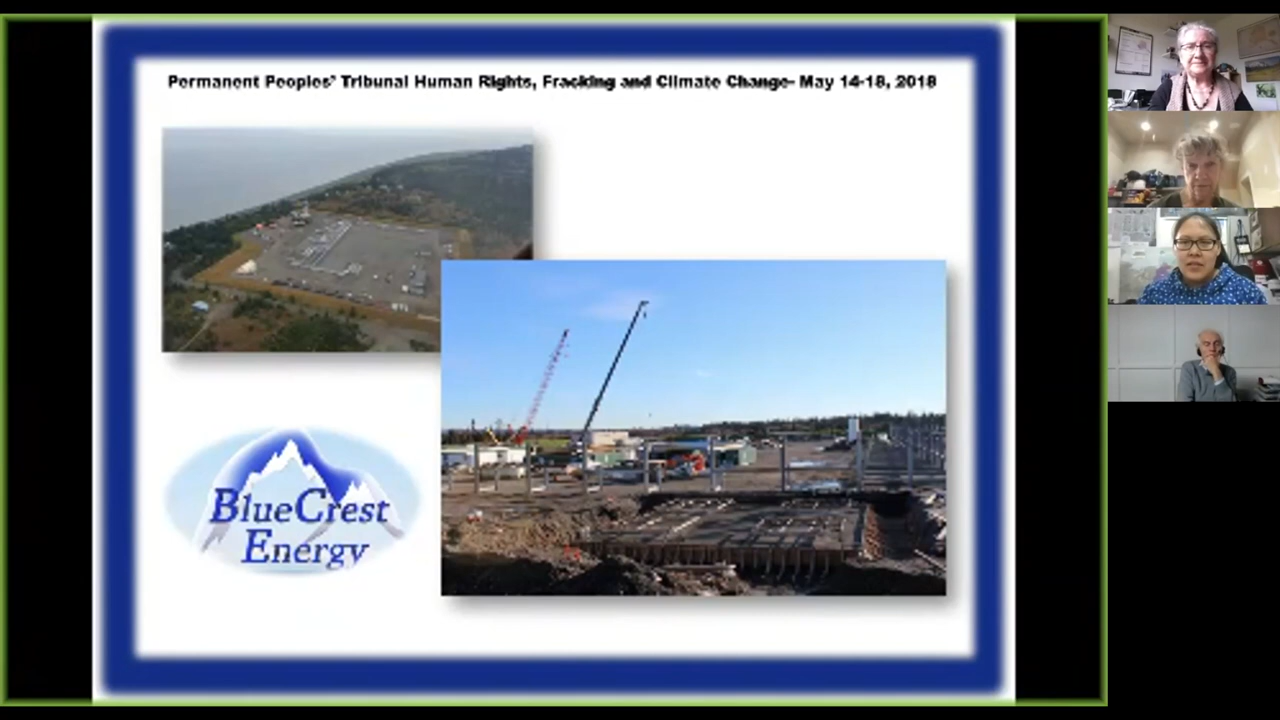 Permanent Peoples' Tribunal Human Rights, Fracking and Climate Change- May 14-18, 2018
BlueCrest
Energy